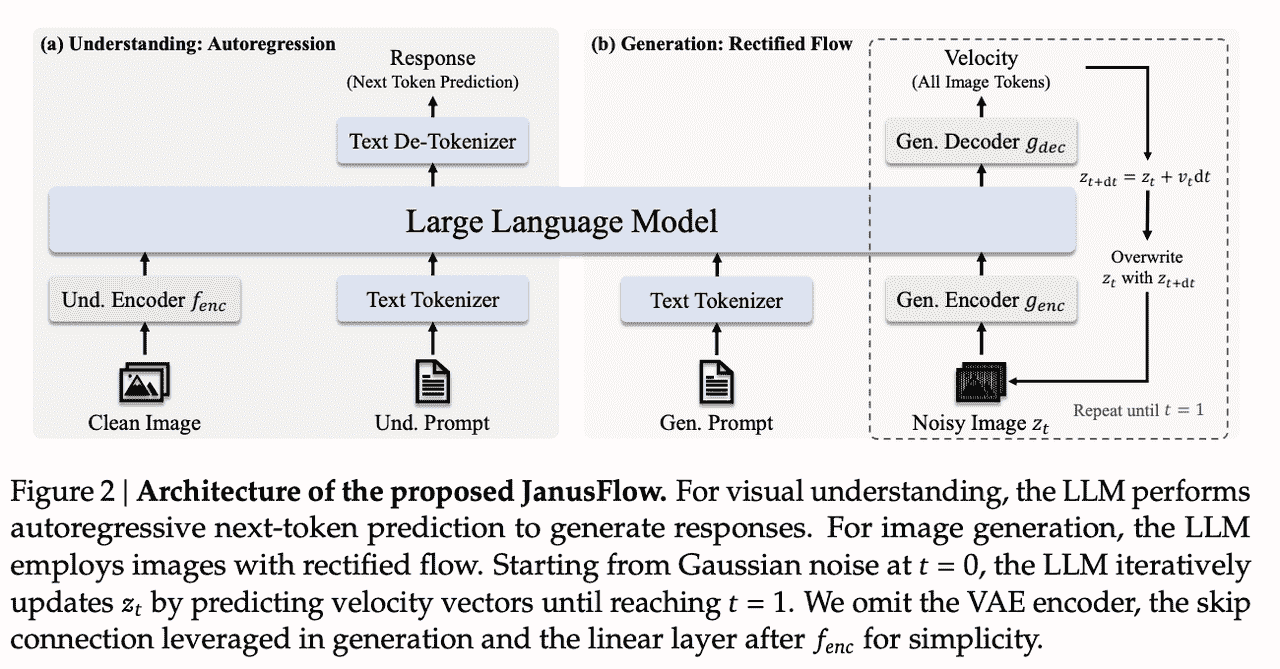 (a) Understanding: Autoregression
Response
(Next Token Prediction)
Text De-Tokenizer
Large Language Model
Und. Encoder f_enc
Text Tokenizer
Clean Image
Und. Prompt
(b) Generation: Rectified Flow
Velocity
(All Image Tokens)
Gen. Decoder g_dec
z_{t+dt} = z_t + v_t dt
Overwrite
z_t with z_{t+dt}
Text Tokenizer
Gen. Encoder g_enc
Gen. Prompt
Noisy Image z_t
Repeat until t = 1
Figure 2 | Architecture of the proposed JanusFlow. For visual understanding, the LLM performs
autoregressive next-token prediction to generate responses. For image generation, the LLM
employs images with rectified flow. Starting from Gaussian noise at t = 0, the LLM iteratively
updates z_t by predicting velocity vectors until reaching t = 1. We omit the VAE encoder, the skip
connection leveraged in generation and the linear layer after f_enc for simplicity.